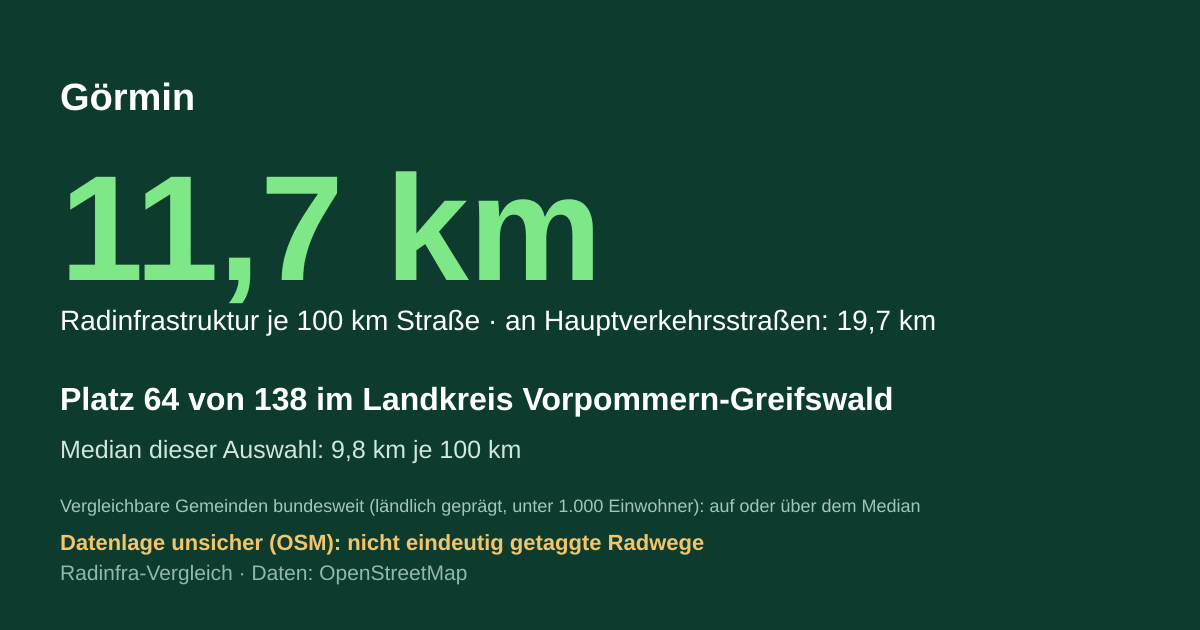 Görmin
11,7 km
Radinfrastruktur je 100 km Straße · an Hauptverkehrsstraßen: 19,7 km
Platz 64 von 138 im Landkreis Vorpommern-Greifswald
Median dieser Auswahl: 9,8 km je 100 km
Vergleichbare Gemeinden bundesweit (ländlich geprägt, unter 1.000 Einwohner): auf oder über dem Median
Datenlage unsicher (OSM): nicht eindeutig getaggte Radwege
Radinfra-Vergleich · Daten: OpenStreetMap